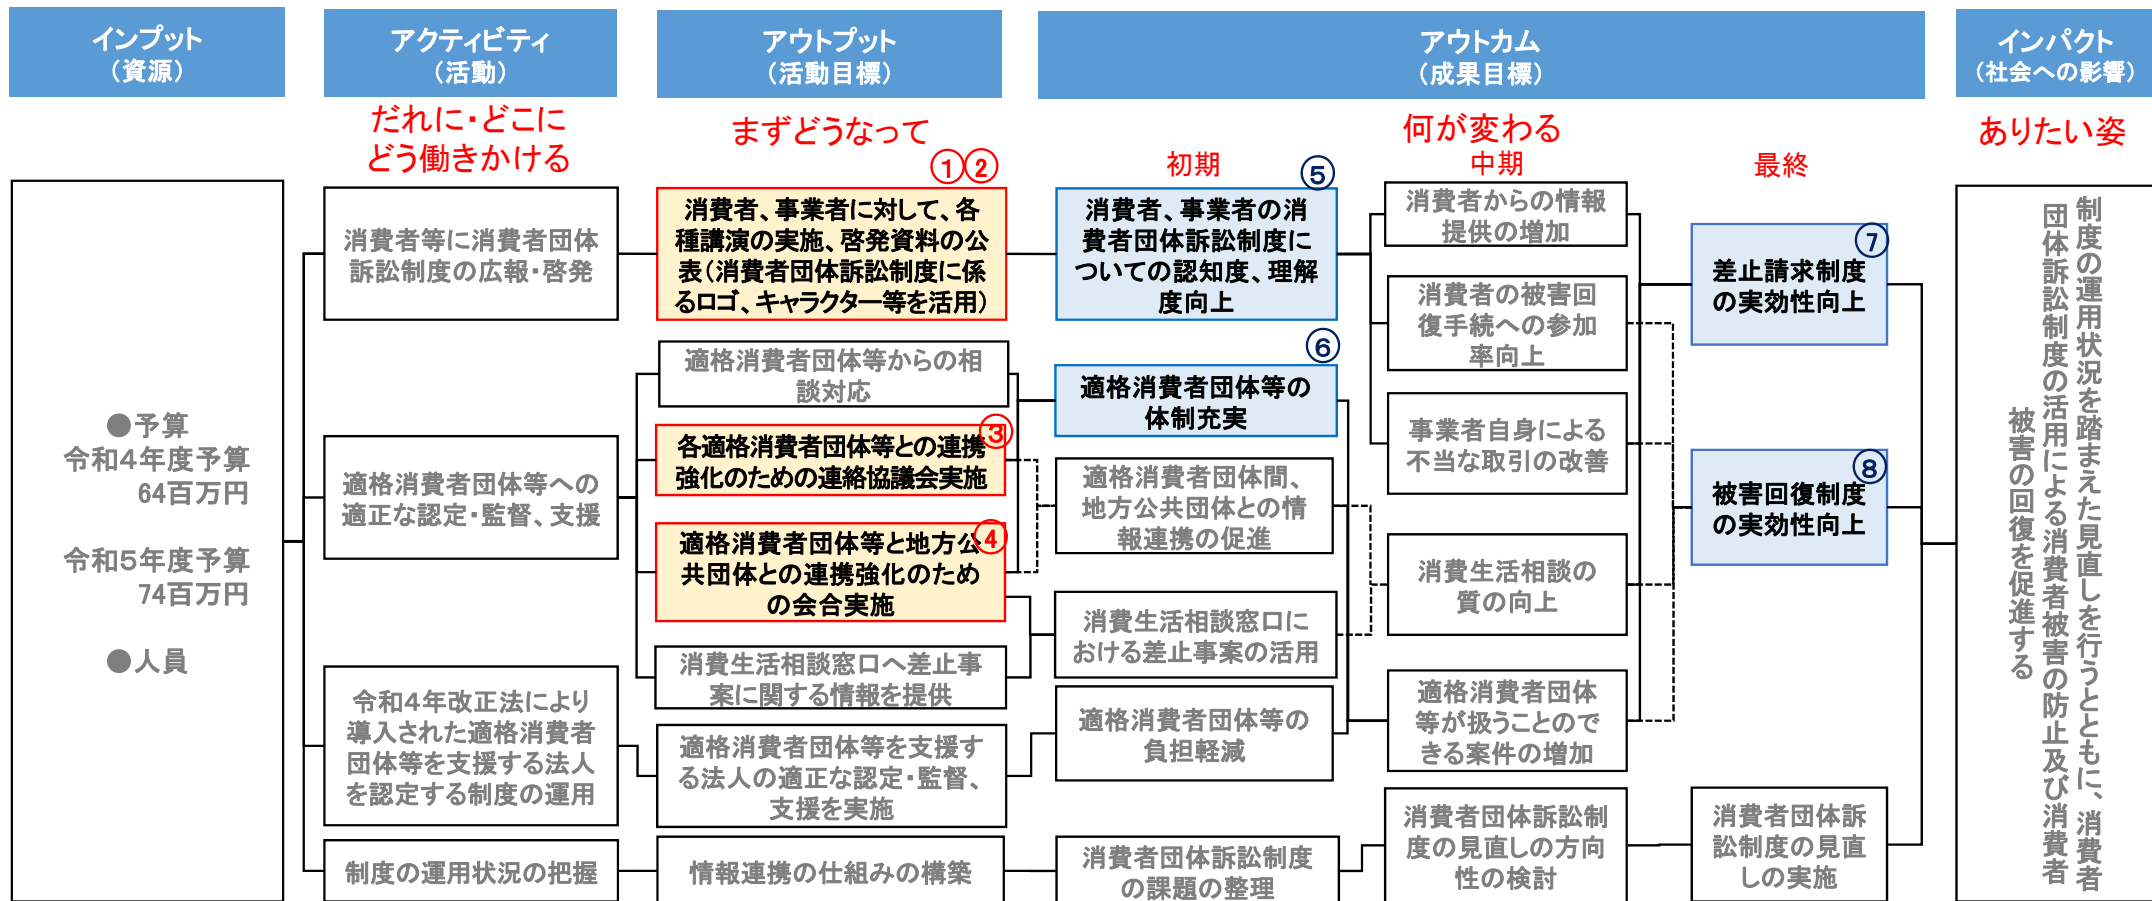 インプット
（資源）
アクティビティ
（活動）
アウトプット
（活動目標）
アウトカム
（成果目標）
インパクト
（社会への影響）
だれに・どこに
どう働きかける
まずどうなって
何が変わる
ありたい姿
初期
中期
最終
●予算
令和４年度予算
64百万円
令和５年度予算
74百万円
●人員
消費者等に消費者団体
訴訟制度の広報・啓発
適格消費者団体等への
適正な認定・監督、支援
令和４年改正法により
導入された適格消費者
団体等を支援する法人
を認定する制度の運用
制度の運用状況の把握
①②
消費者、事業者に対して、各
種講演の実施、啓発資料の公
表（消費者団体訴訟制度に係
るロゴ、キャラクター等を活用）
適格消費者団体等からの相
談対応
③
各適格消費者団体等との連携
強化のための連絡協議会実施
④
適格消費者団体等と地方公
共団体との連携強化のため
の会合実施
消費生活相談窓口へ差止事
案に関する情報を提供
適格消費者団体等を支援す
る法人の適正な認定・監督、
支援を実施
情報連携の仕組みの構築
⑤
消費者、事業者の消
費者団体訴訟制度に
ついての認知度、理解
度向上
⑥
適格消費者団体等の
体制充実
適格消費者団体間、
地方公共団体との情
報連携の促進
消費生活相談窓口に
おける差止事案の活用
適格消費者団体等の
負担軽減
消費者団体訴訟制度
の課題の整理
消費者からの情報
提供の増加
消費者の被害回
復手続への参加
率向上
事業者自身による
不当な取引の改善
消費生活相談の
質の向上
適格消費者団体
等が扱うことので
きる案件の増加
消費者団体訴訟制
度の見直しの方向
性の検討
⑦
差止請求制度
の実効性向上
⑧
被害回復制度
の実効性向上
消費者団体訴
訟制度の見直
しの実施
制度の運用状況を踏まえた見直しを行うとともに、消費者
団体訴訟制度の活用による消費者被害の防止及び消費者
被害の回復を促進する